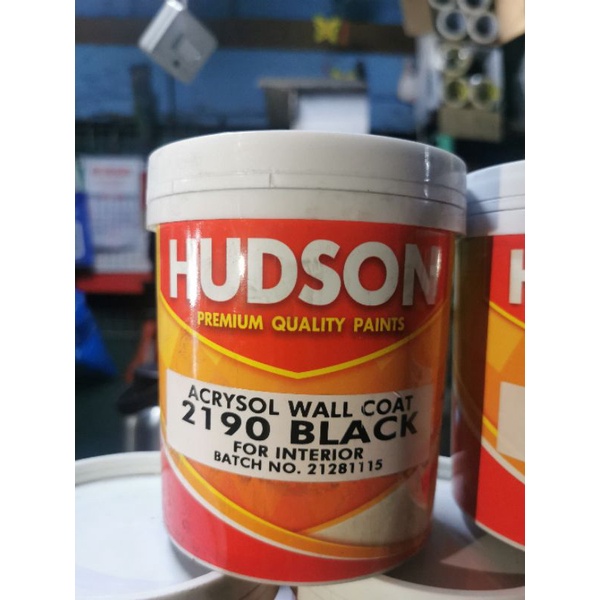 HUDSON
PREMIUM QUALITY PAINTS
ACRYSOL WALL COAT
2190 BLACK
FOR INTERIOR
BATCH NO. 21281115
H